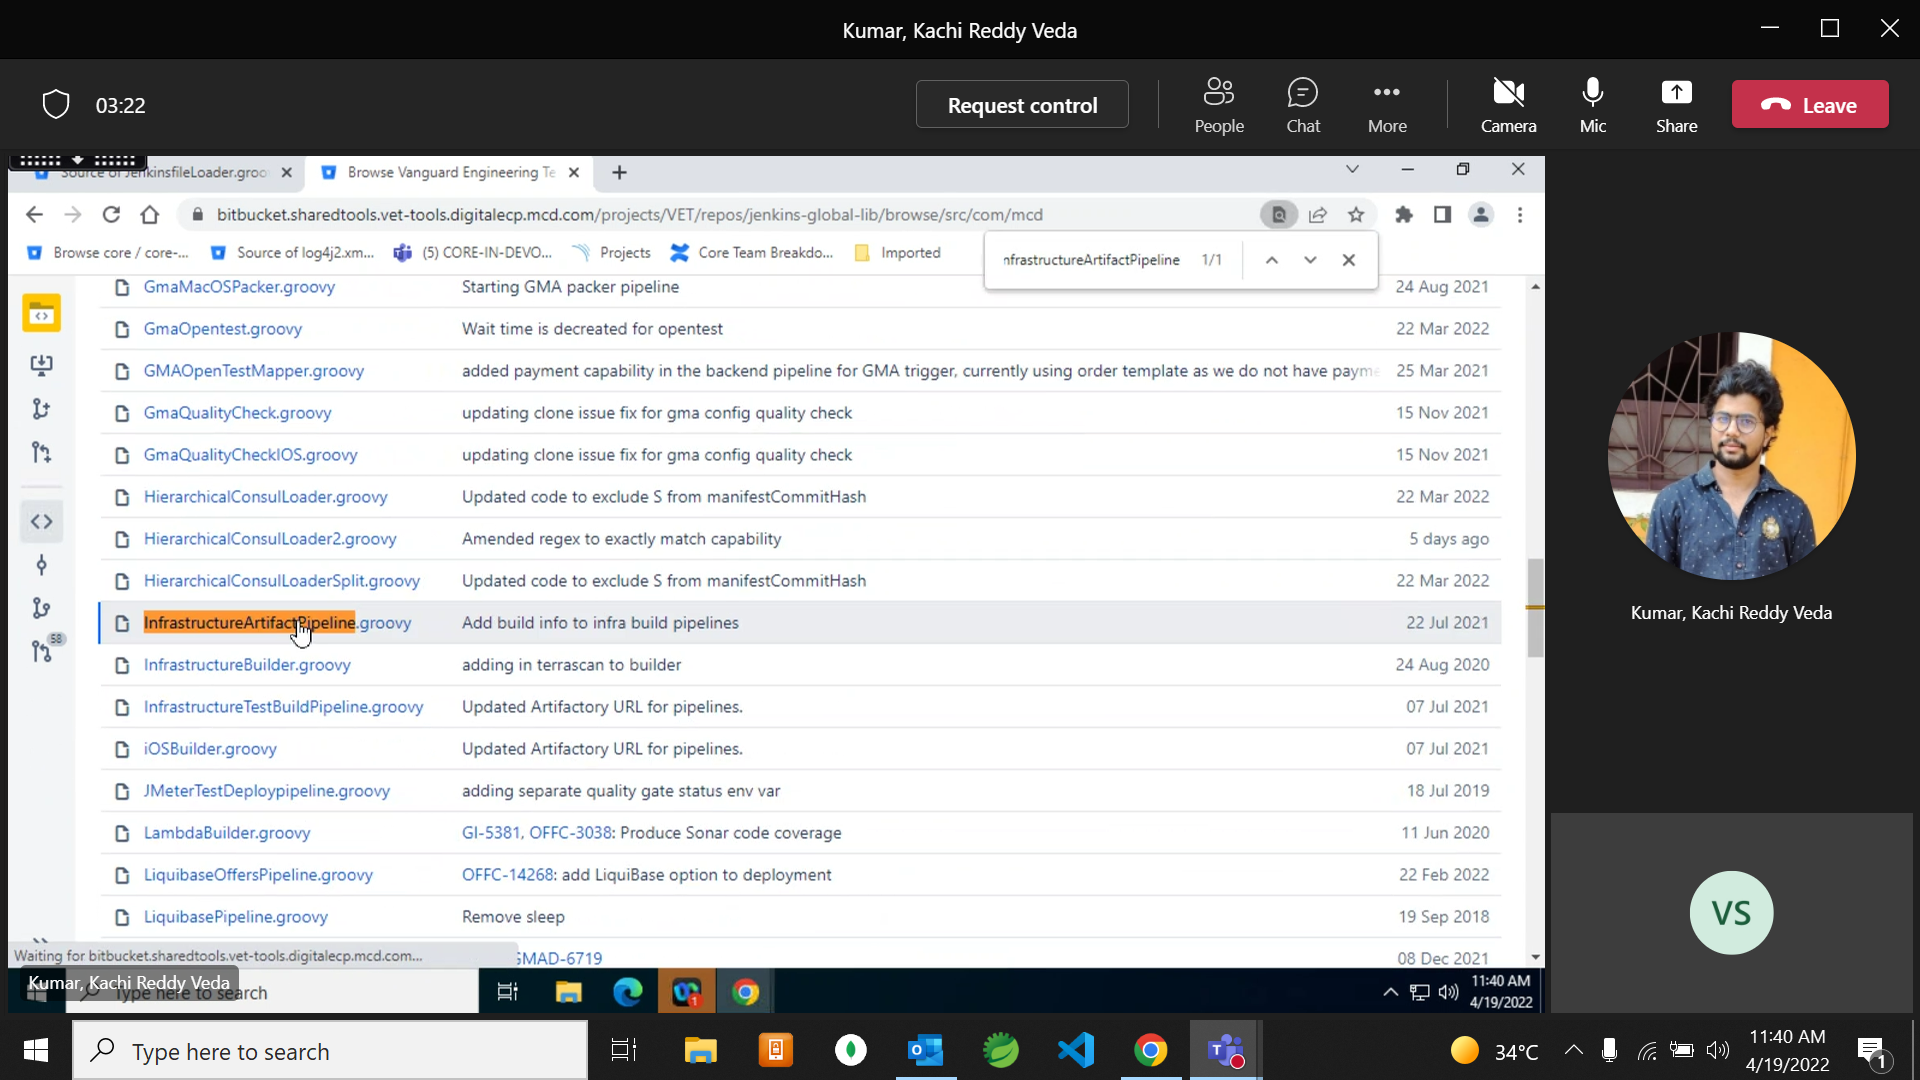 Kumar, Kachi Reddy Veda
03:22
Request control
People
Chat
More
Camera
Mic
Share
Leave
Source of JenkinsfileLoader.groo
Browse Vanguard Engineering Te
bitbucket.sharedtools.vet-tools.digitalecp.mcd.com/projects/VET/repos/jenkins-global-lib/browse/src/com/mcd
Browse core / core-...
Source of log4j2.xm...
(5) CORE-IN-DEVO...
Projects
Core Team Breakdo...
Imported
nfrastructureArtifactPipeline 1/1
GmaMacOSPacker.groovy Starting GMA packer pipeline 24 Aug 2021
GmaOpentest.groovy Wait time is decreated for opentest 22 Mar 2022
GMAOpenTestMapper.groovy added payment capability in the backend pipeline for GMA trigger, currently using order template as we do not have payme 25 Mar 2021
GmaQualityCheck.groovy updating clone issue fix for gma config quality check 15 Nov 2021
GmaQualityCheckIOS.groovy updating clone issue fix for gma config quality check 15 Nov 2021
HierarchicalConsulLoader.groovy Updated code to exclude S from manifestCommitHash 22 Mar 2022
HierarchicalConsulLoader2.groovy Amended regex to exactly match capability 5 days ago
HierarchicalConsulLoaderSplit.groovy Updated code to exclude S from manifestCommitHash 22 Mar 2022
InfrastructureArtifactPipeline.groovy Add build info to infra build pipelines 22 Jul 2021
InfrastructureBuilder.groovy adding in terrascan to builder 24 Aug 2020
58
InfrastructureTestBuildPipeline.groovy Updated Artifactory URL for pipelines. 07 Jul 2021
iOSBuilder.groovy Updated Artifactory URL for pipelines. 07 Jul 2021
JMeterTestDeploypipeline.groovy adding separate quality gate status env var 18 Jul 2019
LambdaBuilder.groovy GI-5381, OFFC-3038: Produce Sonar code coverage 11 Jun 2020
LiquibaseOffersPipeline.groovy OFFC-14268: add LiquiBase option to deployment 22 Feb 2022
LiquibasePipeline.groovy Remove sleep 19 Sep 2018
GMAD-6719 08 Dec 2021
Waiting for bitbucket.sharedtools.vet-tools.digitalecp.mcd.com...
Kumar, Kachi Reddy Veda
Type here to search
1
11:40 AM
4/19/2022
Kumar, Kachi Reddy Veda
VS
Type here to search
34°C
11:40 AM
4/19/2022
1